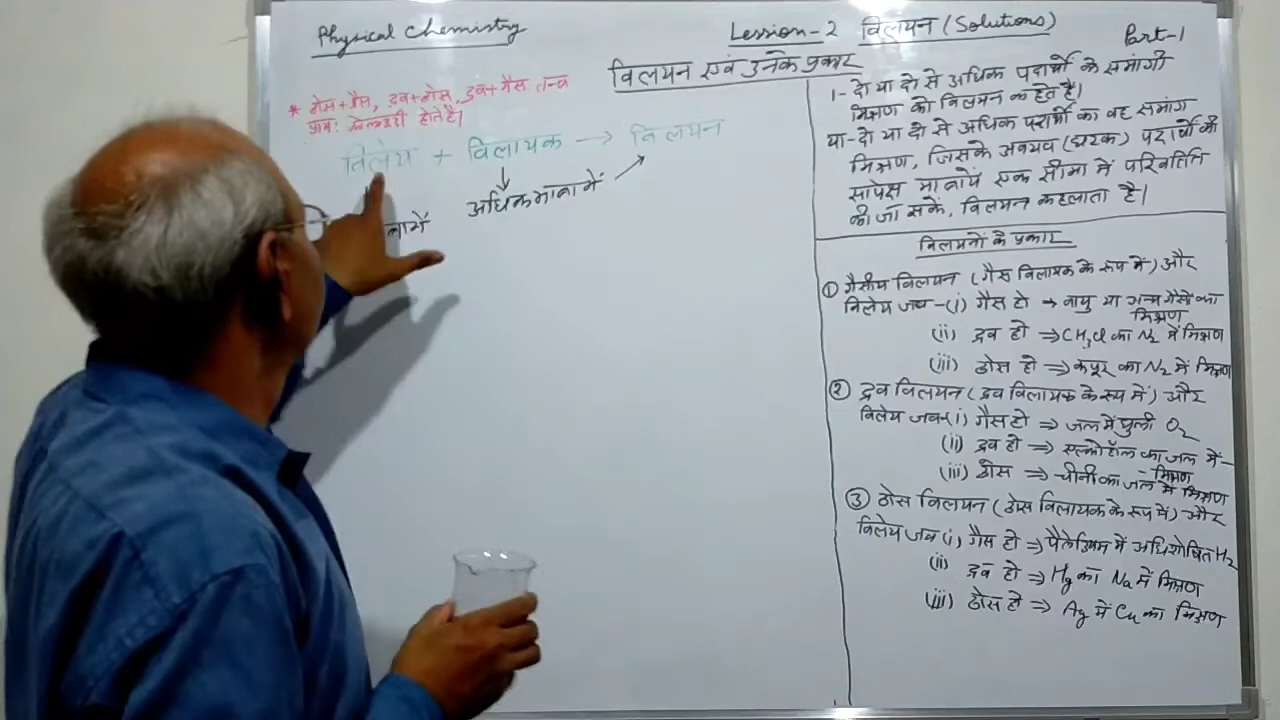 Physical Chemistry
Lession-2 विलयन (Solutions)
Part-1
विलयन एवं उनके प्रकार
* ठोस+गैस, द्रव+ठोस, द्रव+गैस तन्त्र
प्राय: कोलाइडी होते हैं।
विलेय + विलायक → विलयन
अधिक मात्रा में
1- दो या दो से अधिक पदार्थो के समांगी
मिश्रण को विलयन कहते है।
या-दो या दो से अधिक पदार्थो का वह समांग
मिश्रण, जिसके अवयव (घटक) पदार्थो की
सापेक्ष मात्रायें एक सीमा में परिवर्तित
की जा सकें, विलयन कहलाता है।
विलयनों के प्रकार
① गैसीय विलयन (गैस विलायक के रूप में) और
विलेय जब-(i) गैस हो → वायु या अन्य गैसों का
मिश्रण
(ii) द्रव हो ⇒ CH3Cl का N2 में मिश्रण
(iii) ठोस हो ⇒ कपूर का N2 में मिश्रण
② द्रव विलयन (द्रव विलायक के रूप में) और
विलेय जब-(i) गैस हो ⇒ जल में घुली O2
(ii) द्रव हो ⇒ एल्कोहॉल का जल में-
-मिश्रण
(iii) ठोस ⇒ चीनी का जल में मिश्रण
③ ठोस विलयन (ठोस विलायक के रूप में) और
विलेय जब (i) गैस हो ⇒ पैलेडियम में अधिशोषित H2
(ii) द्रव हो ⇒ Hg का Na में मिश्रण
(iii) ठोस हो ⇒ Ag में Cu का मिश्रण